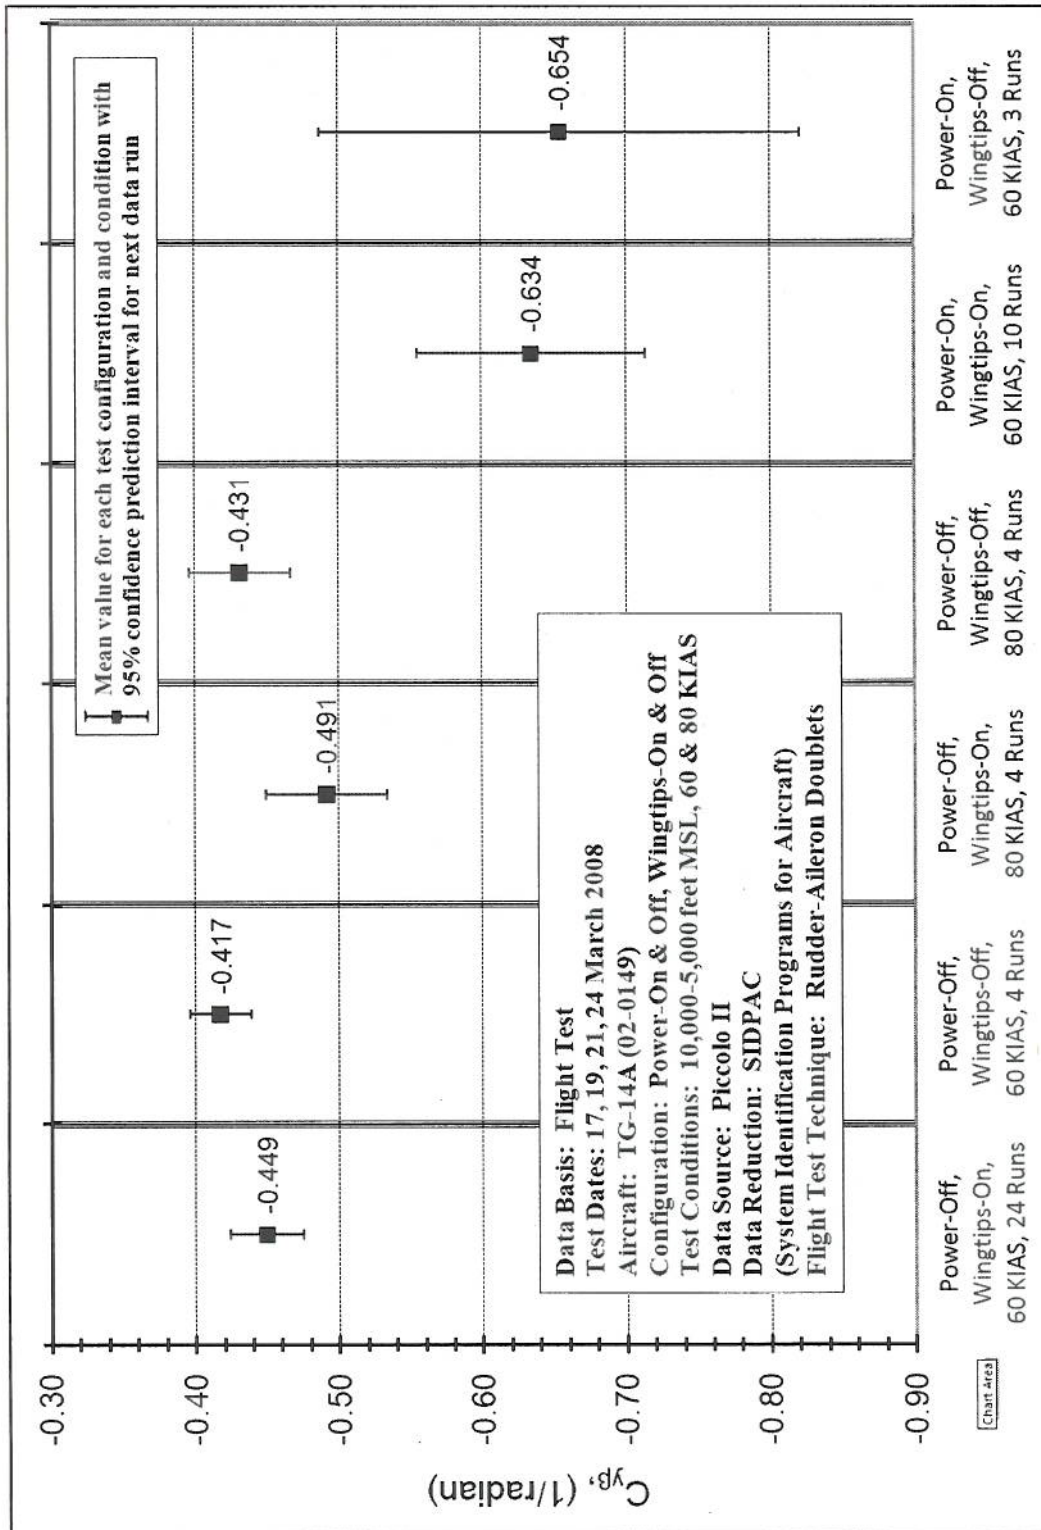 Mean value for each test configuration and condition with
95% confidence prediction interval for next data run
-0.30
-0.40
-0.50
-0.60
-0.70
-0.80
-0.90
Cyβ, (1/radian)
-0.449
-0.417
-0.491
-0.431
-0.634
-0.654
Data Basis: Flight Test
Test Dates: 17, 19, 21, 24 March 2008
Aircraft: TG-14A (02-0149)
Configuration: Power-On & Off, Wingtips-On & Off
Test Conditions: 10,000-5,000 feet MSL, 60 & 80 KIAS
Data Source: Piccolo II
Data Reduction: SIDPAC
(System Identification Programs for Aircraft)
Flight Test Technique: Rudder-Aileron Doublets
Power-Off,
Wingtips-On,
60 KIAS, 24 Runs
Power-Off,
Wingtips-Off,
60 KIAS, 4 Runs
Power-Off,
Wingtips-On,
80 KIAS, 4 Runs
Power-Off,
Wingtips-Off,
80 KIAS, 4 Runs
Power-On,
Wingtips-On,
60 KIAS, 10 Runs
Power-On,
Wingtips-Off,
60 KIAS, 3 Runs
Chart Area